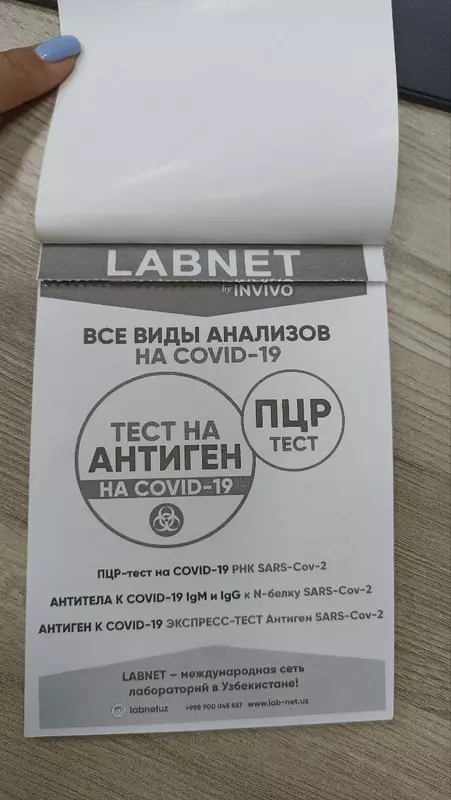 LABNET
by INVIVO
ВСЕ ВИДЫ АНАЛИЗОВ
НА COVID-19
ТЕСТ НА
АНТИГЕН
НА COVID-19
ПЦР
ТЕСТ
ПЦР-тест на COVID-19 РНК SARS-Cov-2
АНТИТЕЛА К COVID-19 IgM и IgG к N-белку SARS-Cov-2
АНТИГЕН К COVID-19 ЭКСПРЕСС-ТЕСТ Антиген SARS-Cov-2
LABNET – международная сеть
лабораторий в Узбекистане!
labnetuz +998 900 045 557 www.lab-net.uz